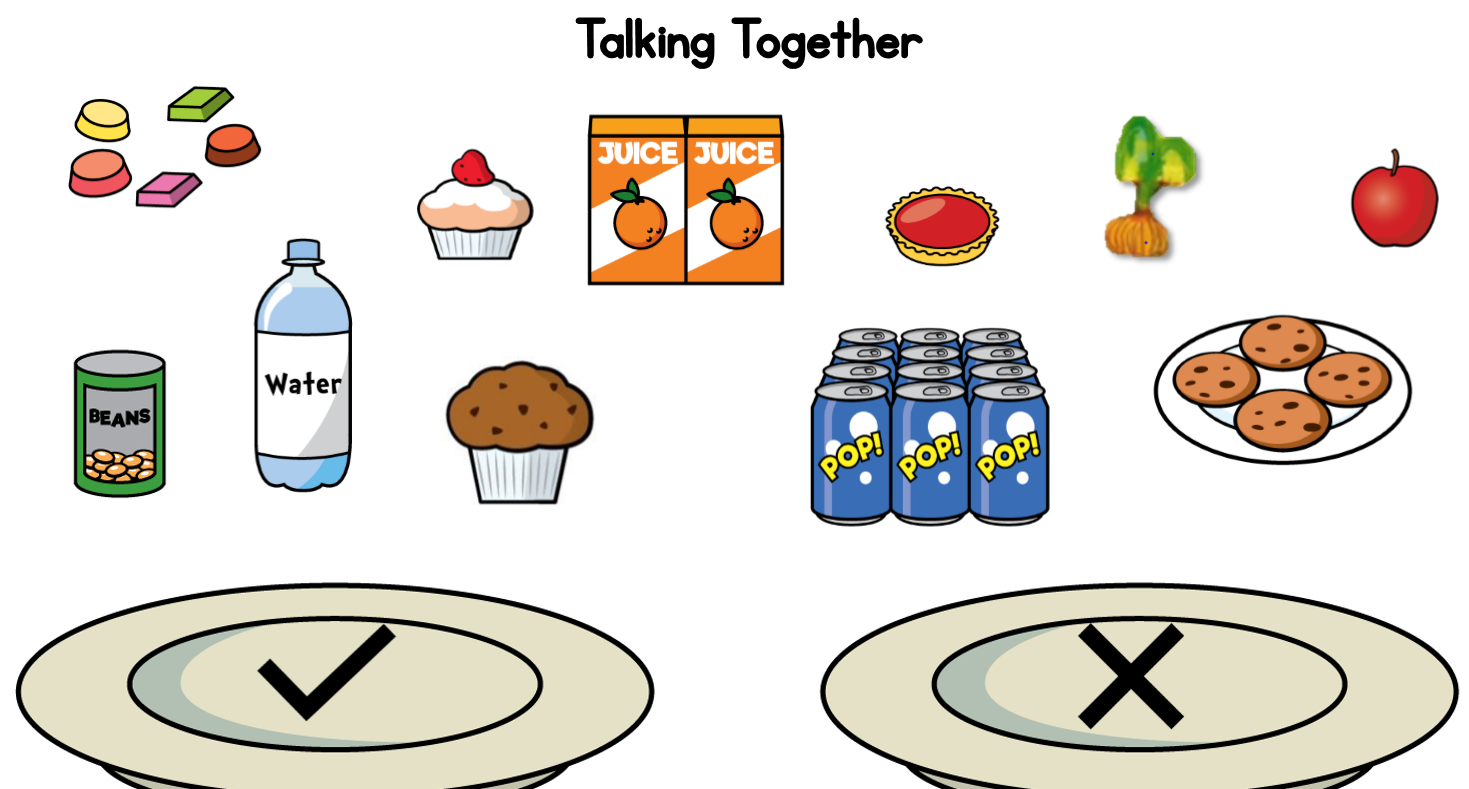 Talking Together
JUICE JUICE
Water
BEANS
POP! POP! POP!